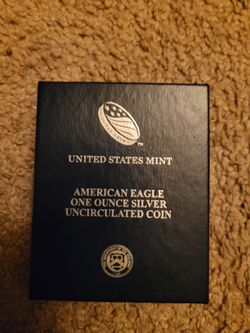 UNITED STATES MINT
AMERICAN EAGLE
ONE OUNCE SILVER
UNCIRCULATED COIN